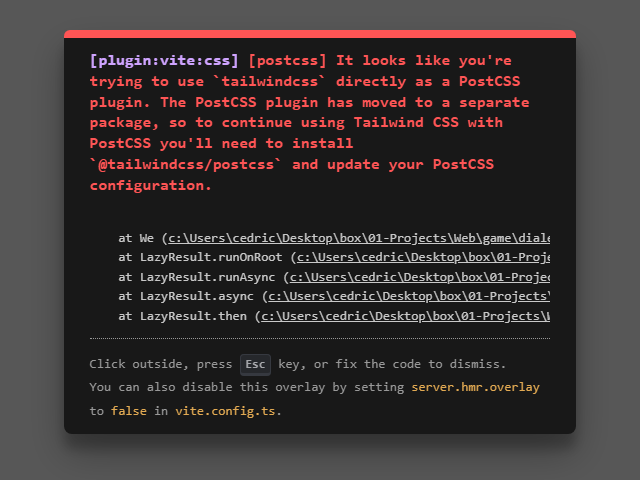 [plugin:vite:css] [postcss] It looks like you're
trying to use `tailwindcss` directly as a PostCSS
plugin. The PostCSS plugin has moved to a separate
package, so to continue using Tailwind CSS with
PostCSS you'll need to install
`@tailwindcss/postcss` and update your PostCSS
configuration.
at We (c:\Users\cedric\Desktop\box\01-Projects\Web\game\diale
at LazyResult.runOnRoot (c:\Users\cedric\Desktop\box\01-Proje
at LazyResult.runAsync (c:\Users\cedric\Desktop\box\01-Projec
at LazyResult.async (c:\Users\cedric\Desktop\box\01-Projects\
at LazyResult.then (c:\Users\cedric\Desktop\box\01-Projects\W
Click outside, press Esc key, or fix the code to dismiss.
You can also disable this overlay by setting server.hmr.overlay
to false in vite.config.ts.